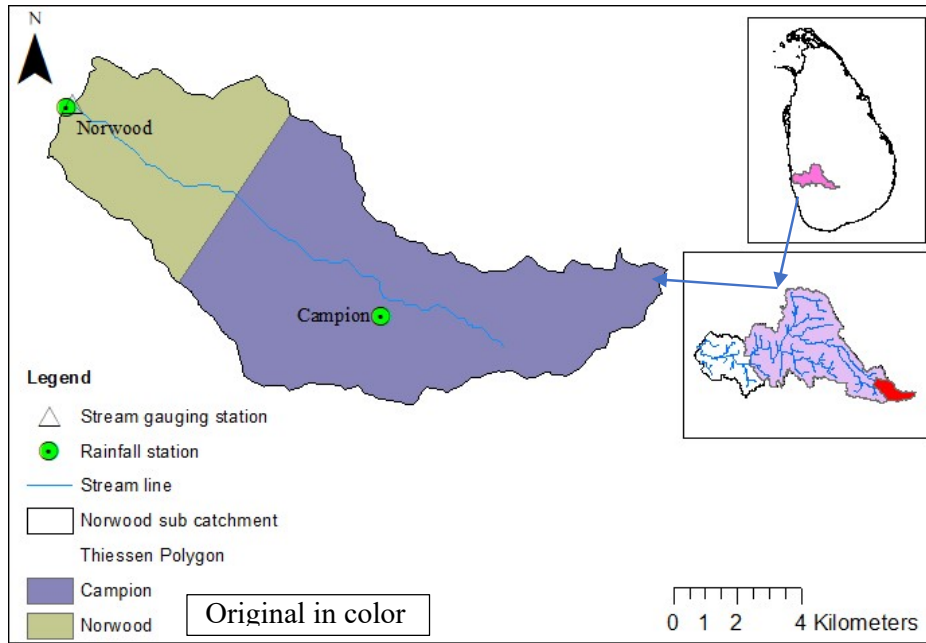 N
Norwood
Campion
Legend
Stream gauging station
Rainfall station
Stream line
Norwood sub catchment
Thiessen Polygon
Campion
Norwood
Original in color
0 1 2 4 Kilometers